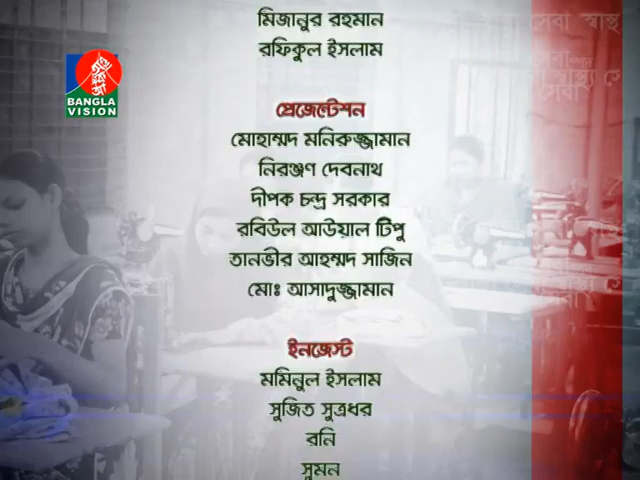 মিজানুর রহমান
রফিকুল ইসলাম
BANGLA
VISION
প্রেজেন্টেশন
মোহাম্মদ মনিরুজ্জামান
নিরঞ্জণ দেবনাথ
দীপক চন্দ্র সরকার
রবিউল আউয়াল টিপু
তানভীর আহম্মদ সাজিন
মোঃ আসাদুজ্জামান
ইনজেস্ট
মমিনুল ইসলাম
সুজিত সুত্রধর
রনি
সুমন
সেবা স্বাস্থ
স্বাস্থ্য সে
সেবা